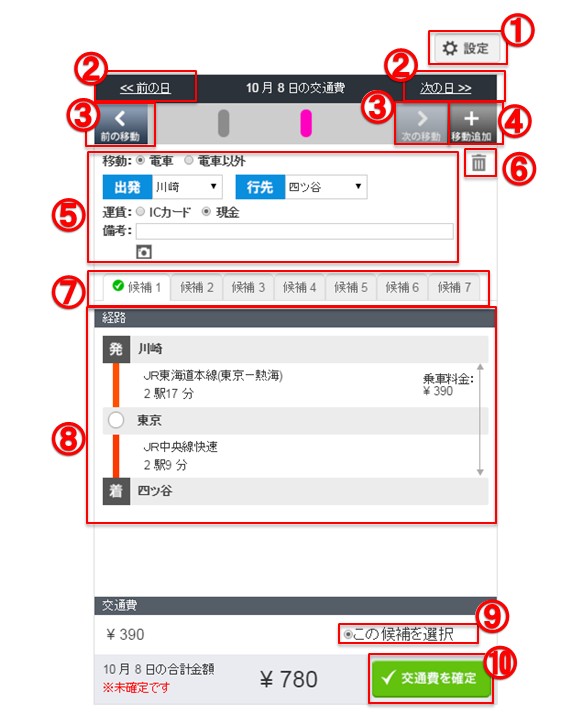 ① 設定
② << 前の日 10月 8 日の交通費 ② 次の日 >>
③ 前の移動 ③ 次の移動 ④ 移動追加
移動: 電車 電車以外 ⑥
⑤ 出発 川崎 行先 四ツ谷
運賃: ICカード 現金
備考:
⑦ 候補 1 候補 2 候補 3 候補 4 候補 5 候補 6 候補 7
経路
発 川崎
JR東海道本線(東京－熱海) 乗車料金:
2 駅17 分 ¥ 390
東京
⑧ JR中央線快速
2 駅9 分
着 四ツ谷
交通費
¥ 390 ⑨ この候補を選択
10月 8 日の合計金額 ¥ 780 ⑩ 交通費を確定
※未確定です